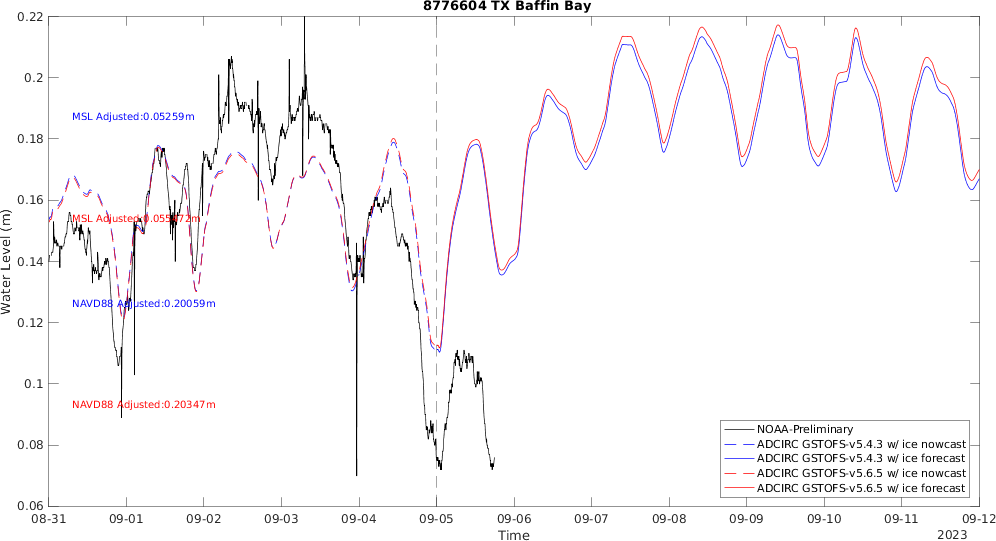 8776604 TX Baffin Bay
0.22
0.2
0.18
0.16
0.14
0.12
0.1
0.08
0.06
Water Level (m)
MSL Adjusted:0.05259m
NAVD88 Adjusted:0.20059m
NAVD88 Adjusted:0.20347m
NOAA-Preliminary
ADCIRC GSTOFS-v5.4.3 w/ ice nowcast
ADCIRC GSTOFS-v5.4.3 w/ ice forecast
ADCIRC GSTOFS-v5.6.5 w/ ice nowcast
ADCIRC GSTOFS-v5.6.5 w/ ice forecast
08-31 09-01 09-02 09-03 09-04 09-05 09-06 09-07 09-08 09-09 09-10 09-11 09-12
Time
2023